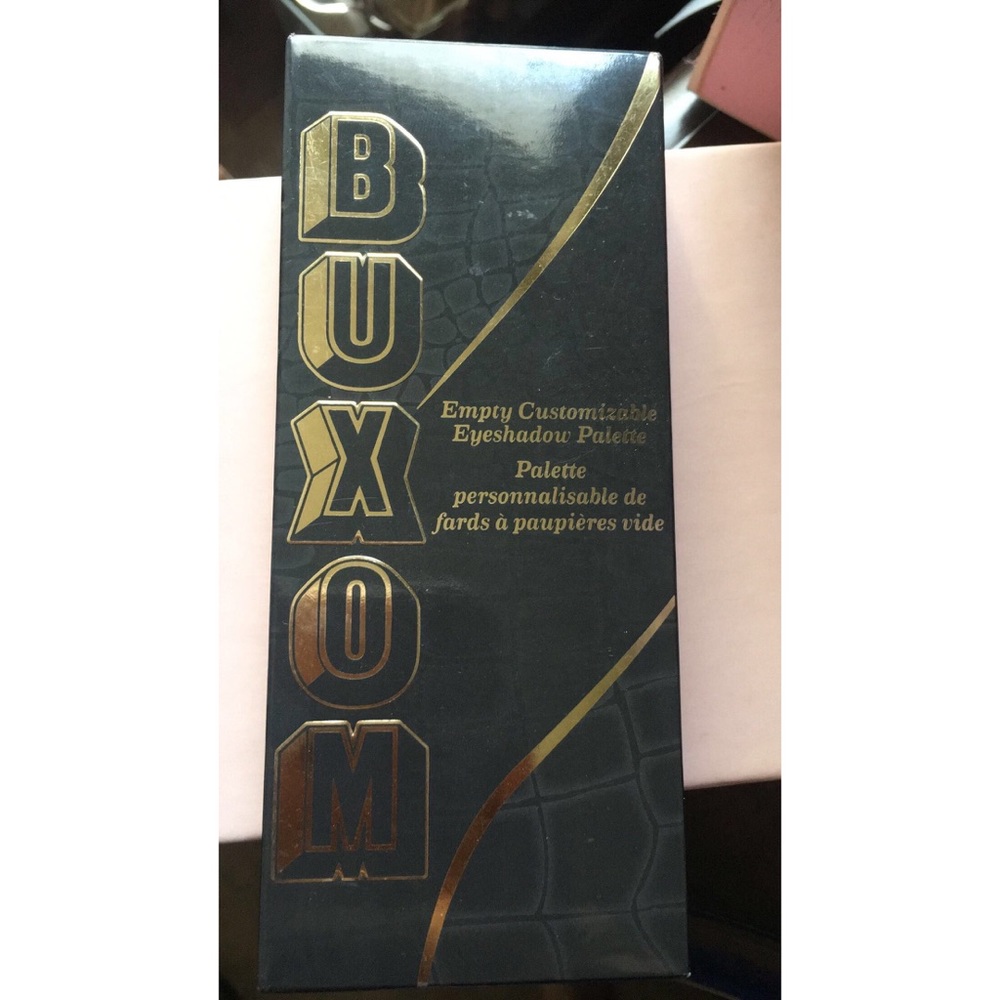 BUXOM
Empty Customizable
Eyeshadow Palette
Palette
personnalisable de
fards à paupières vide